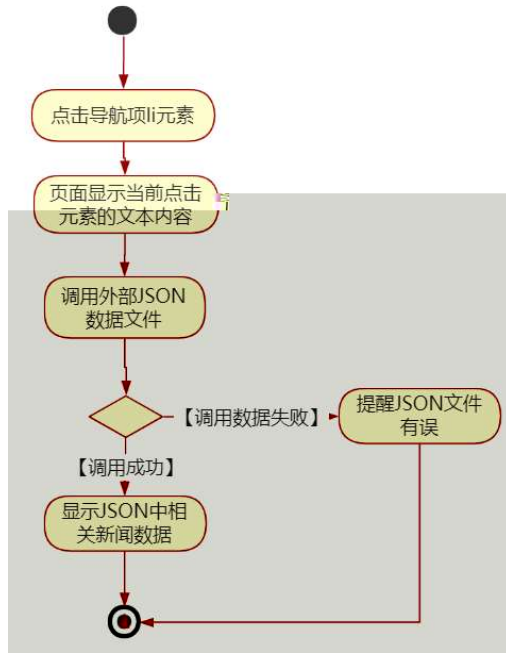 点击导航项li元素
页面显示当前点击
元素的文本内容
调用外部JSON
数据文件
【调用数据失败】
提醒JSON文件
有误
【调用成功】
显示JSON中相
关新闻数据